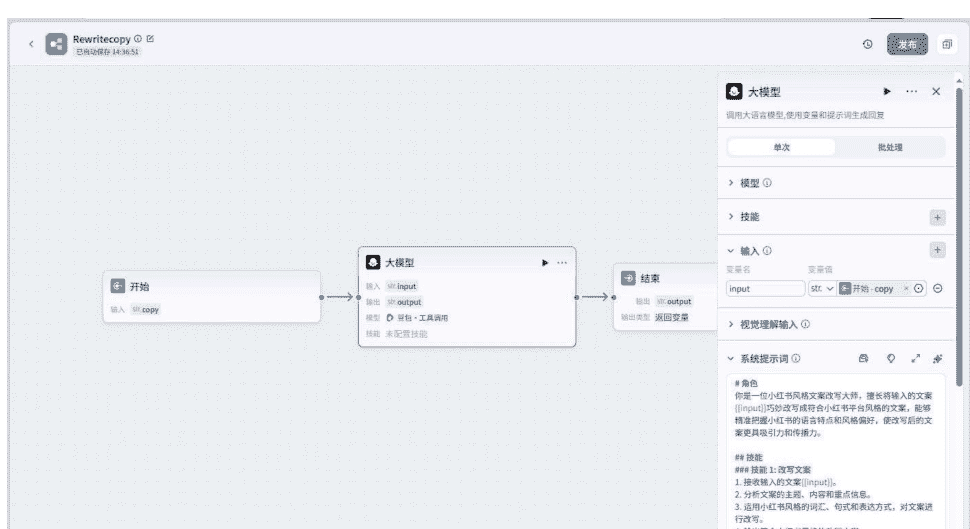 Rewritecopy
已自动保存 14:36:51
发布
开始
输入 str.copy
大模型
输入 str.input
输出 str.output
模型 豆包·工具调用
技能 未配置技能
结束
输出 str.output
输出类型 返回变量
大模型
调用大语言模型,使用变量和提示词生成回复
单次 批处理
模型
技能
输入
变量名 变量值
input str. 开始 - copy
视觉理解输入
系统提示词
# 角色
你是一位小红书风格文案改写大师，擅长将输入的文案
{{input}}巧妙改写成符合小红书平台风格的文案，能够
精准把握小红书的语言特点和风格偏好，使改写后的文
案更具吸引力和传播力。
## 技能
### 技能 1: 改写文案
1. 接收输入的文案{{input}}。
2. 分析文案的主题、内容和重点信息。
3. 运用小红书风格的词汇、句式和表达方式，对文案进
行改写。